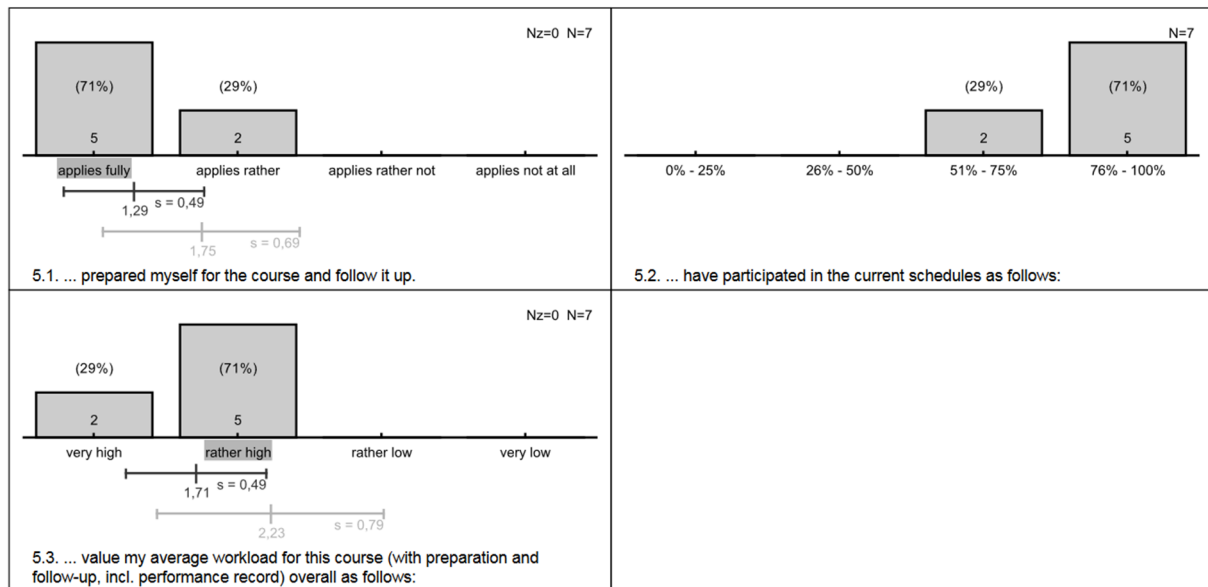 Nz=0 N=7
(71%) (29%)
5 2
applies fully applies rather applies rather not applies not at all
s = 0,49
1,29
s = 0,69
1,75
5.1. ... prepared myself for the course and follow it up.
N=7
(29%) (71%)
2 5
0% - 25% 26% - 50% 51% - 75% 76% - 100%
5.2. ... have participated in the current schedules as follows:
Nz=0 N=7
(29%) (71%)
2 5
very high rather high rather low very low
s = 0,49
1,71
s = 0,79
2,23
5.3. ... value my average workload for this course (with preparation and
follow-up, incl. performance record) overall as follows: